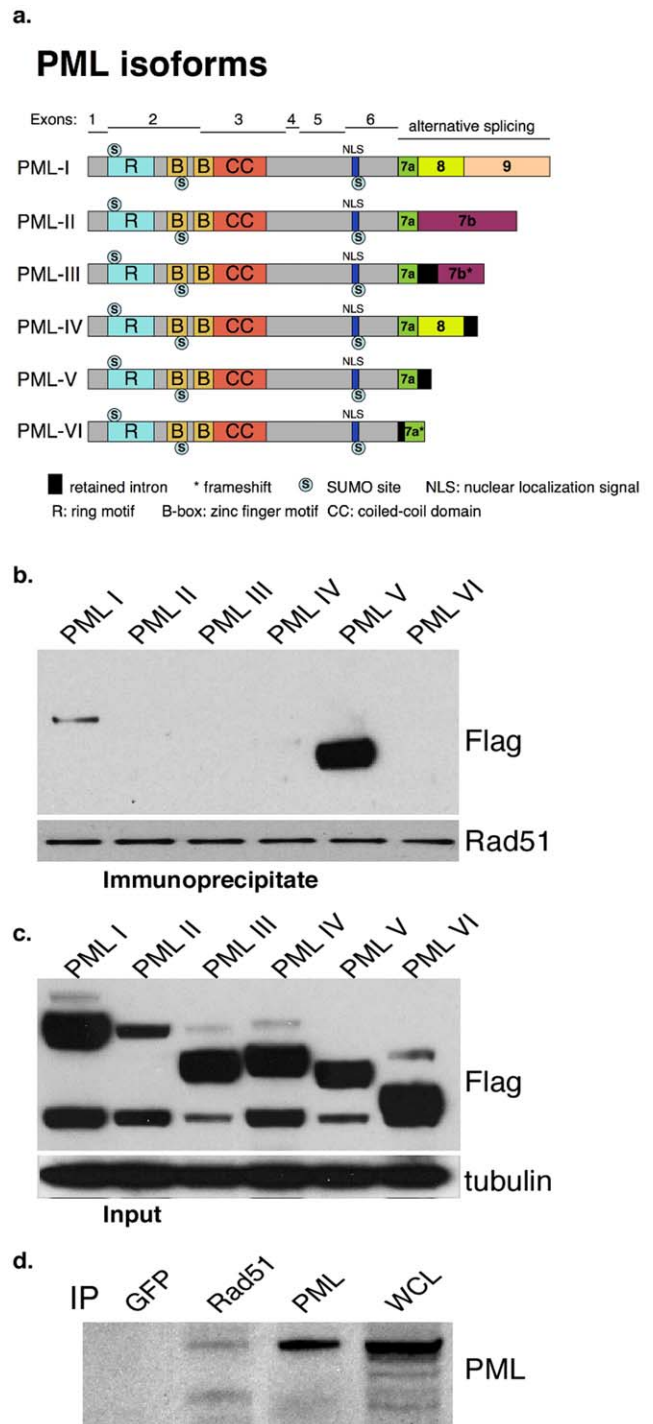 a.
PML isoforms
Exons: 1 2 3 4 5 6 alternative splicing
S NLS
PML-I R B B CC 7a 8 9
S S
S NLS
PML-II R B B CC 7a 7b
S S
S NLS
PML-III R B B CC 7a 7b*
S S
S NLS
PML-IV R B B CC 7a 8
S S
S NLS
PML-V R B B CC 7a
S S
S NLS
PML-VI R B B CC 7a*
S S
retained intron * frameshift S SUMO site NLS: nuclear localization signal
R: ring motif B-box: zinc finger motif CC: coiled-coil domain
b.
PML I PML II PML III PML IV PML V PML VI
Flag
Rad51
Immunoprecipitate
c.
PML I PML II PML III PML IV PML V PML VI
Flag
tubulin
Input
d.
IP GFP Rad51 PML WCL
PML